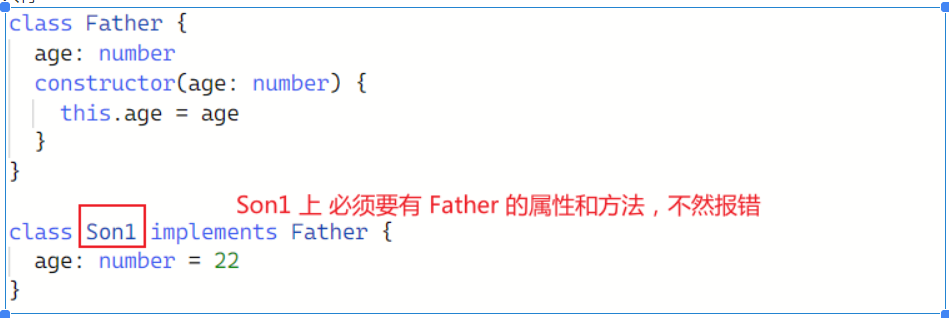 class Father {
age: number
constructor(age: number) {
this.age = age
}
}
Son1 上 必须要有 Father 的属性和方法，不然报错
class Son1 implements Father {
age: number = 22
}